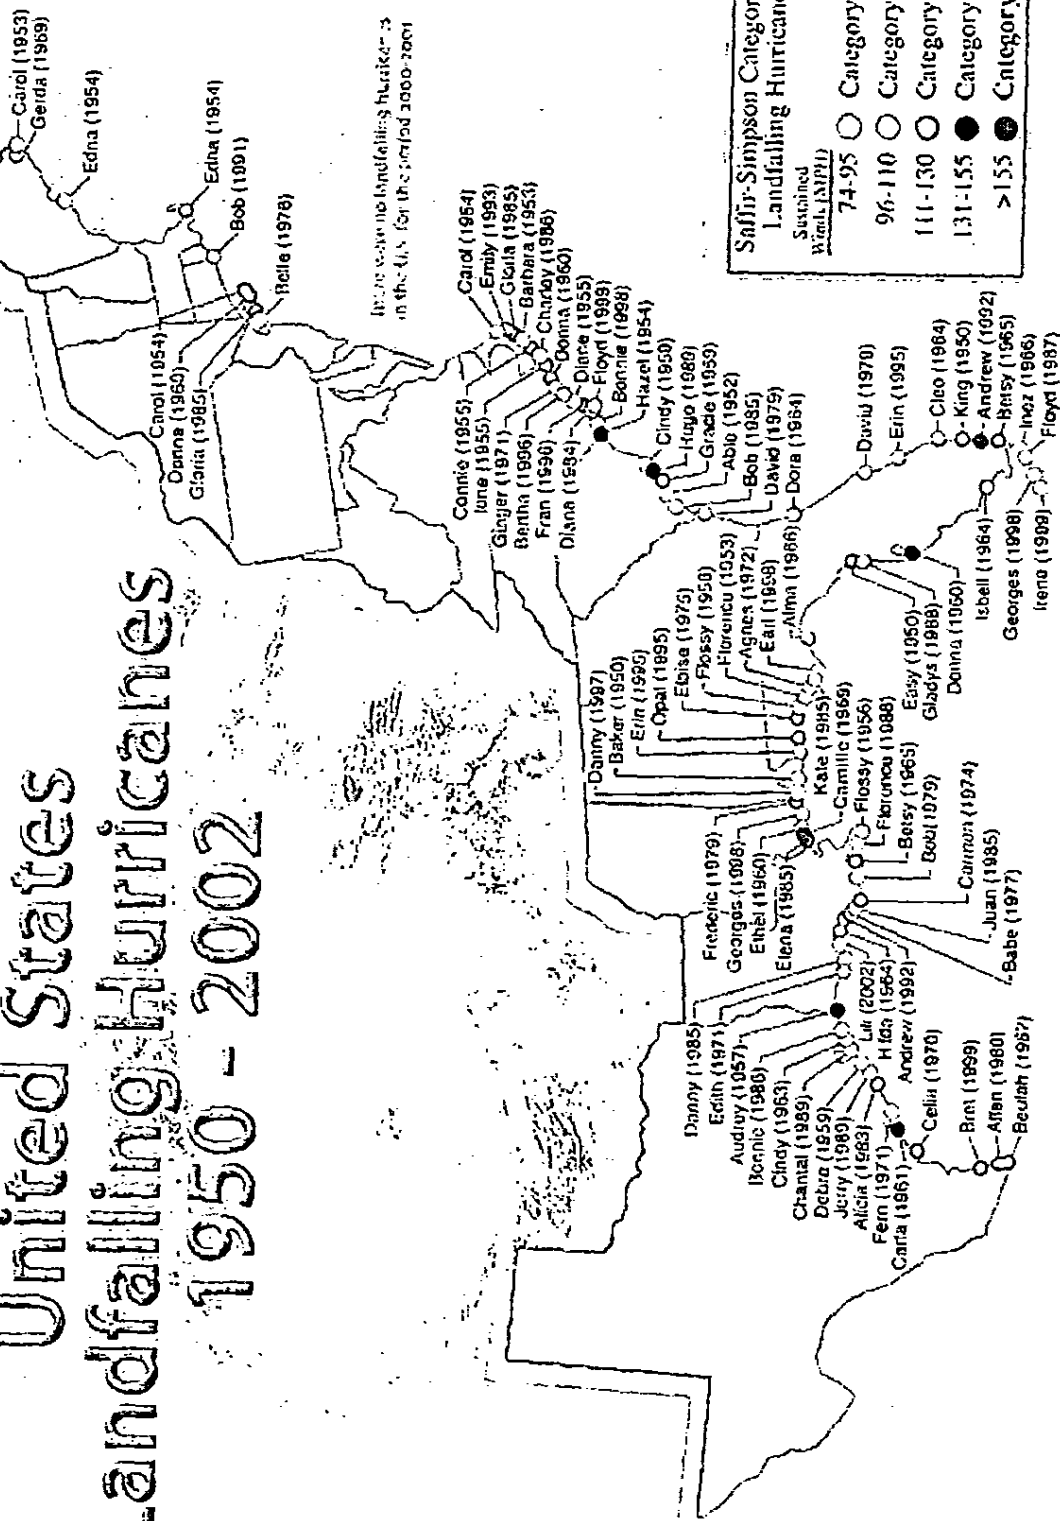 United States
Landfalling Hurricanes
1950 - 2002
Carol (1953)
Gerda (1969)
Edna (1954)
Edna (1954)
Bob (1991)
Belle (1976)
Carol (1954)
Donna (1960)
Gloria (1985)
in the U.S. for the period 2000-2001
Carol (1954)
Emily (1993)
Gloria (1985)
Barbara (1953)
Charley (1986)
Donna (1960)
Diane (1955)
Floyd (1999)
Bonnie (1998)
Hazel (1954)
Connie (1955)
Ione (1955)
Ginger (1971)
Bertha (1996)
Fran (1996)
Diana (1984)
Cindy (1959)
Hugo (1989)
Gracie (1959)
Able (1952)
Bob (1985)
David (1979)
Dora (1964)
David (1979)
Erin (1995)
Cleo (1964)
King (1950)
Andrew (1992)
Betsy (1965)
Inez (1966)
Floyd (1987)
Isbell (1964)
Georges (1998)
Irene (1999)
Easy (1950)
Gladys (1968)
Donna (1960)
Danny (1997)
Baker (1950)
Erin (1995)
Opal (1995)
Eloise (1975)
Flossy (1956)
Florence (1953)
Agnes (1972)
Earl (1998)
Alma (1966)
Kate (1985)
Camille (1969)
Flossy (1956)
Florence (1988)
Betsy (1965)
Bob(1979)
Carmen (1974)
Juan (1985)
Babe (1977)
Frederic (1979)
Georges (1998)
Ethel (1960)
Elena (1985)
Danny (1985)
Edith (1971)
Audrey (1957)
Bonnie (1986)
Cindy (1963)
Chantal (1989)
Debra (1959)
Jerry (1989)
Alicia (1983)
Fern (1971)
Carla (1961)
Lili (2002)
Hilda (1964)
Andrew (1992)
Celia (1970)
Bret (1999)
Allen (1980)
Beulah (1967)
Saffir-Simpson Categor
Landfalling Hurrican
Sustained
Winds (MPH)
74-95 Category
96-110 Category
111-130 Category
131-155 Category
>155 Category